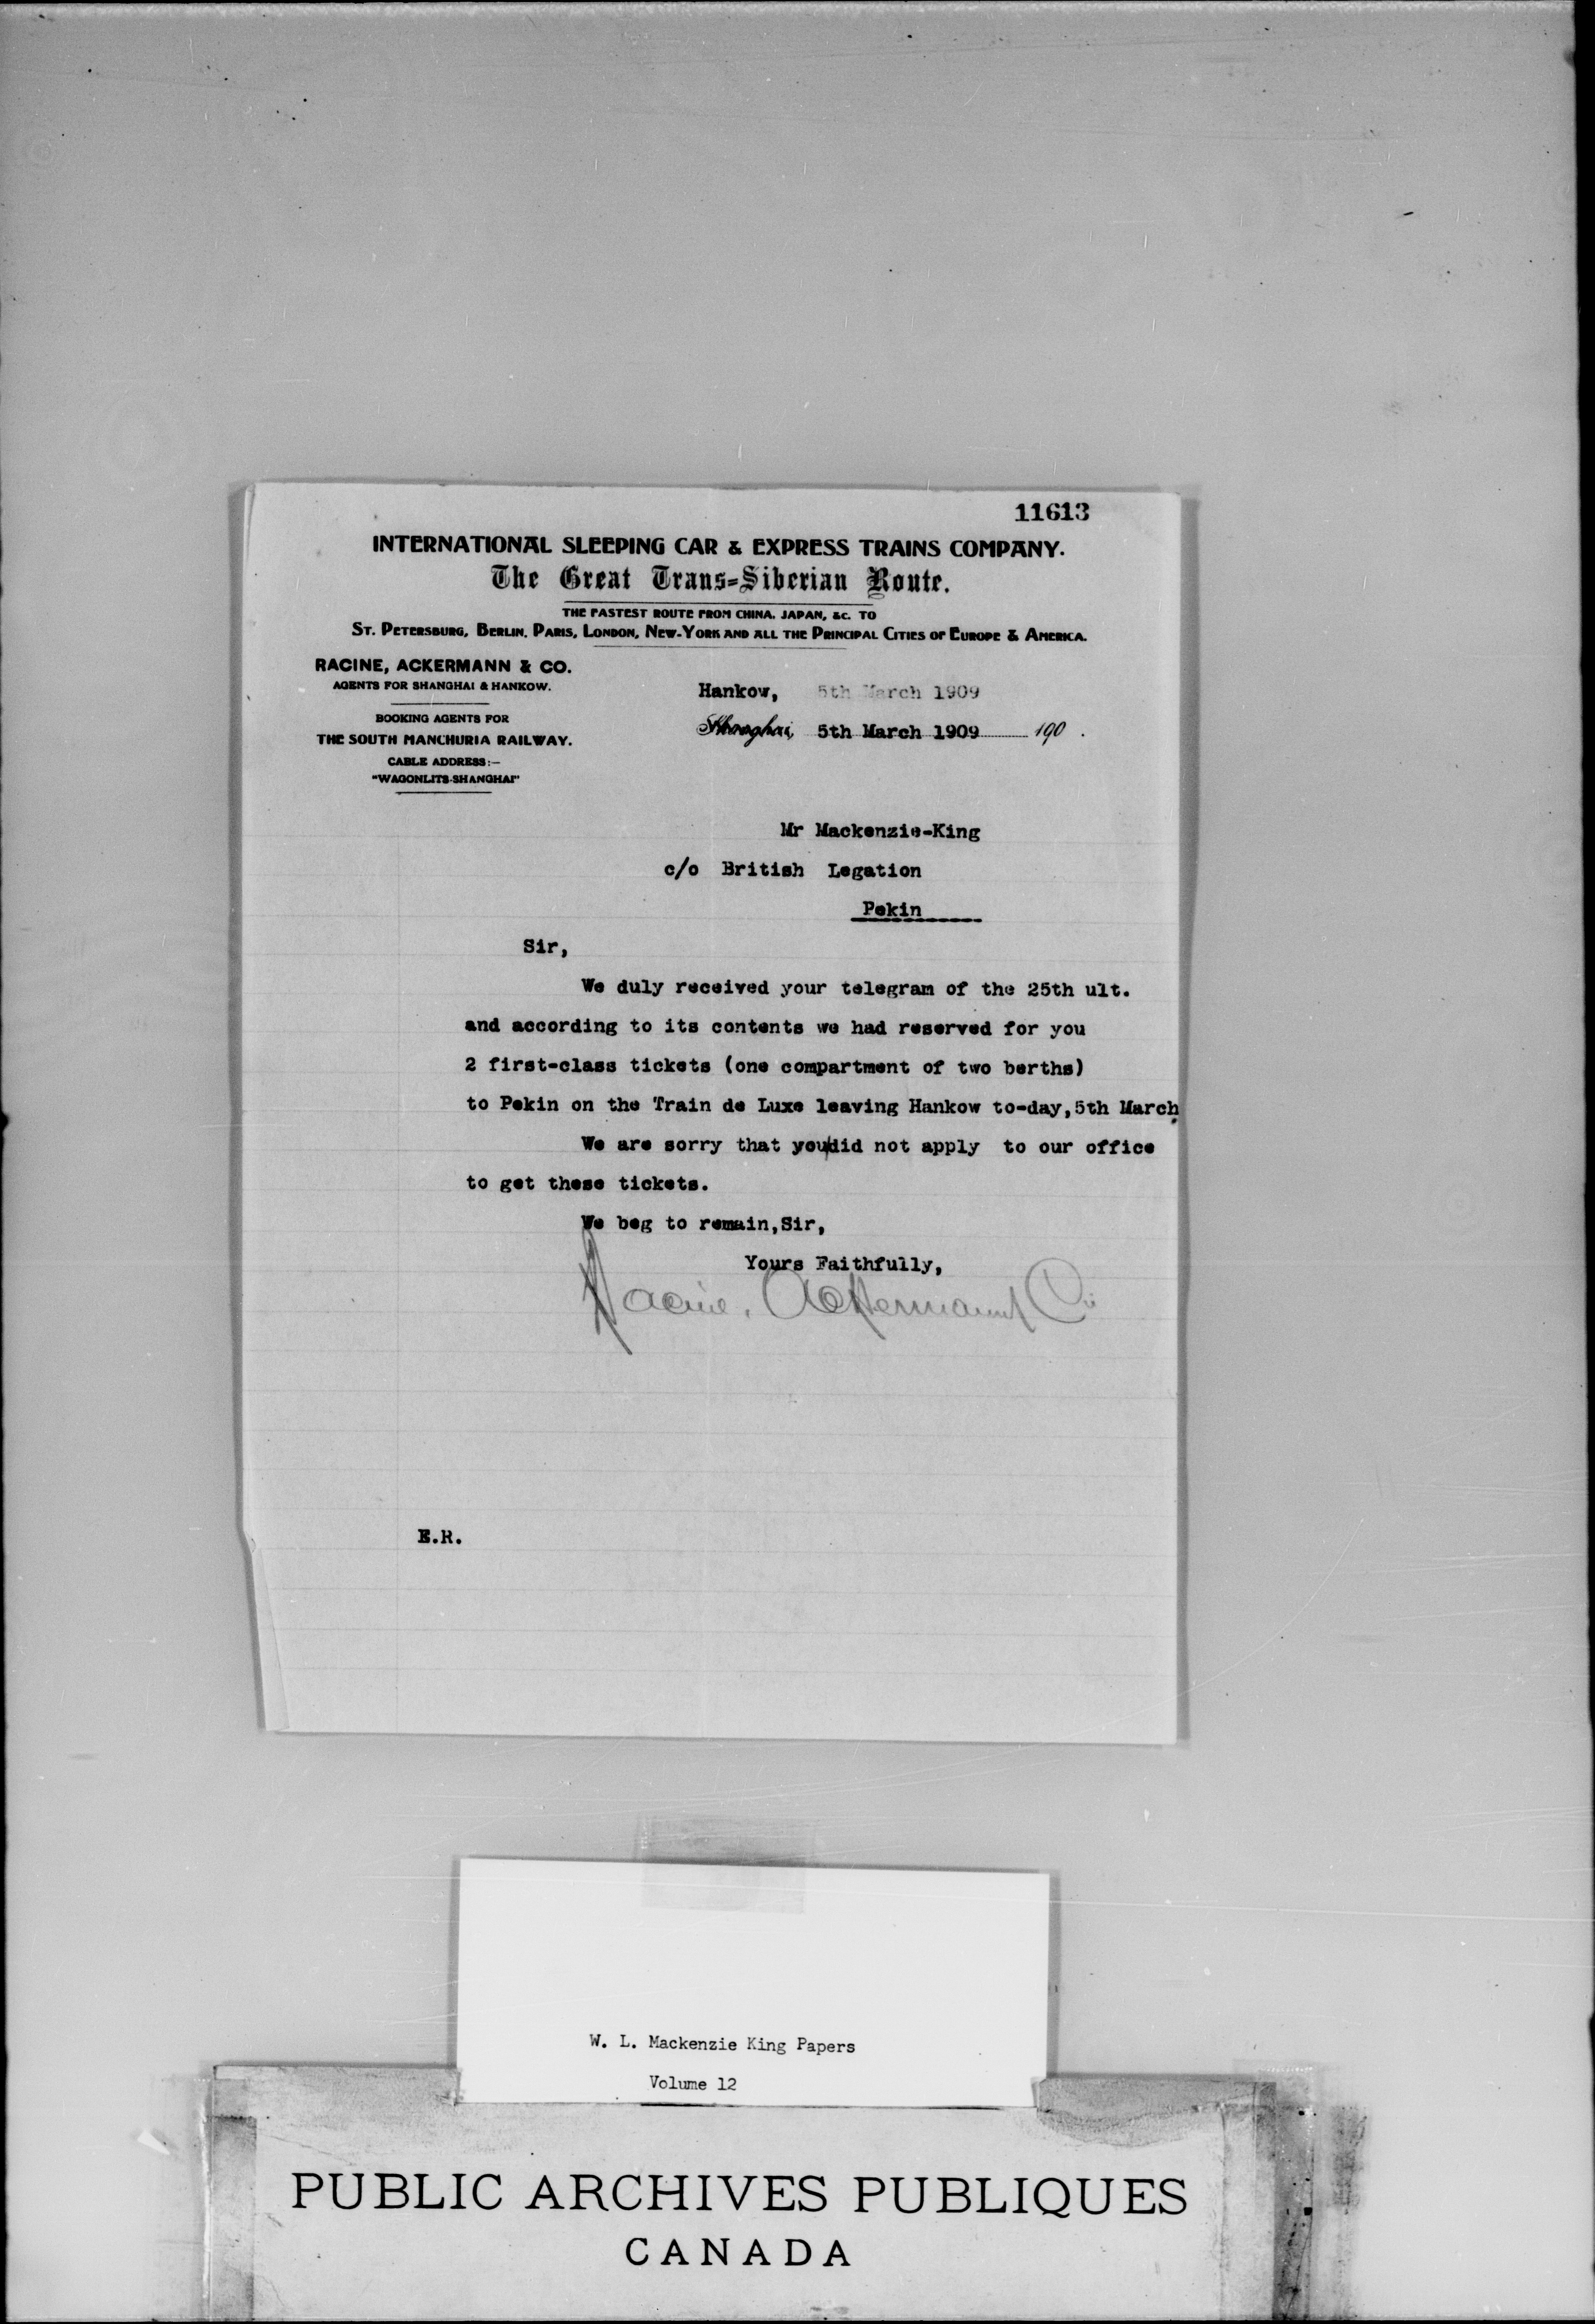 11613
INTERNATIONAL SLEEPING CAR & EXPRESS TRAINS COMPANY.
The Great Trans-Siberian Route.
THE FASTEST ROUTE FROM CHINA, JAPAN, &C. TO
ST. PETERSBURG, BERLIN, PARIS, LONDON, NEW-YORK AND ALL THE PRINCIPAL CITIES OF EUROPE & AMERICA.
RACINE, ACKERMANN & CO.
AGENTS FOR SHANGHAI & HANKOW.
BOOKING AGENTS FOR
THE SOUTH MANCHURIA RAILWAY.
CABLE ADDRESS:—
"WAGONLITS-SHANGHAI"
Hankow, 5th March 1909
Shanghai, 5th March 1909 190 .
Mr Mackenzie-King
c/o British Legation
Pekin
Sir,
We duly received your telegram of the 25th ult.
and according to its contents we had reserved for you
2 first-class tickets (one compartment of two berths)
to Pekin on the Train de Luxe leaving Hankow to-day,5th March.
We are sorry that you/did not apply to our office
to get these tickets.
We beg to remain,Sir,
Yours Faithfully,
Racine, Ackermann & Cie
E.R.
W. L. Mackenzie King Papers
Volume 12
PUBLIC ARCHIVES PUBLIQUES
CANADA